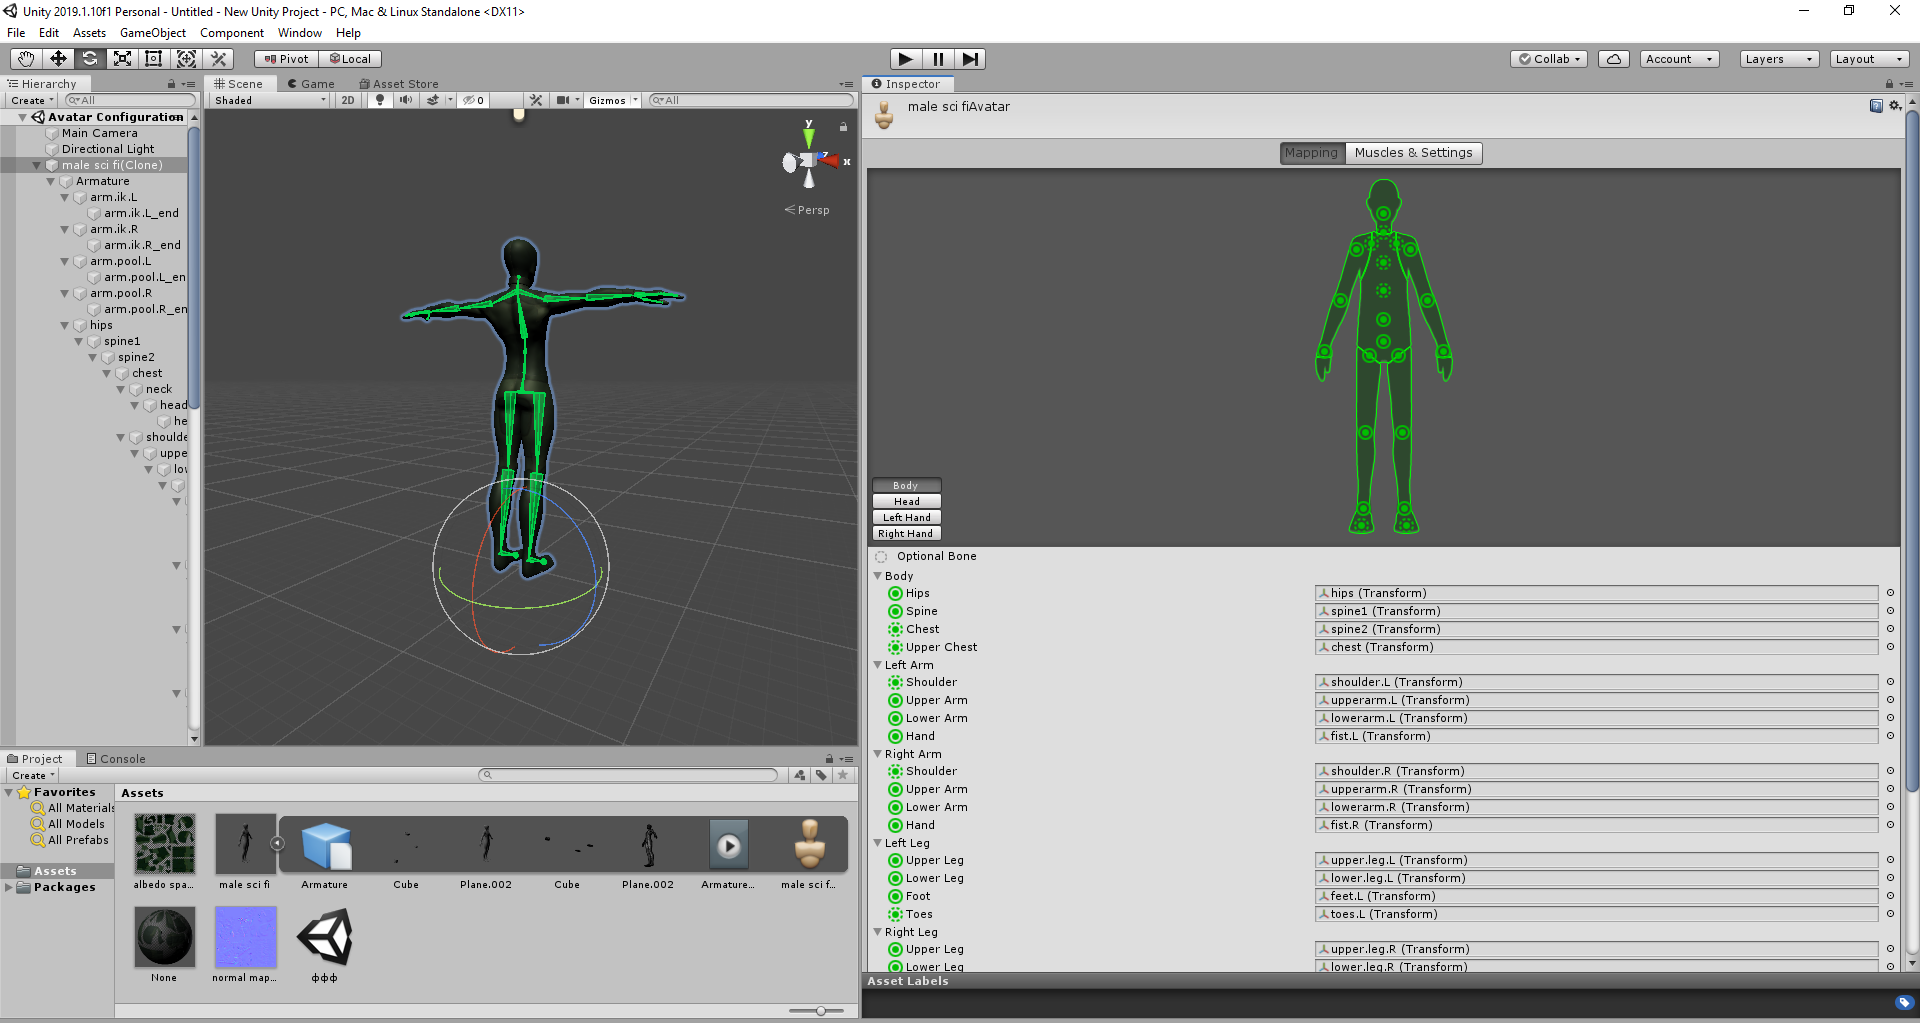 Unity 2019.1.10f1 Personal - Untitled - New Unity Project - PC, Mac & Linux Standalone <DX11>
File Edit Assets GameObject Component Window Help
Pivot Local Collab Account Layers Layout
Hierarchy
Create All
Avatar Configuration
Main Camera
Directional Light
male sci fi(Clone)
Armature
arm.ik.L
arm.ik.L_end
arm.ik.R
arm.ik.R_end
arm.pool.L
arm.pool.L_en
arm.pool.R
arm.pool.R_en
hips
spine1
spine2
chest
neck
head
he
shoulde
uppe
lov
Scene Game Asset Store
Shaded 2D 0 Gizmos All
y
z
x
Persp
Inspector
male sci fiAvatar
Mapping Muscles & Settings
Body
Head
Left Hand
Right Hand
Optional Bone
Body
Hips hips (Transform)
Spine spine1 (Transform)
Chest spine2 (Transform)
Upper Chest chest (Transform)
Left Arm
Shoulder shoulder.L (Transform)
Upper Arm upperarm.L (Transform)
Lower Arm lowerarm.L (Transform)
Hand fist.L (Transform)
Right Arm
Shoulder shoulder.R (Transform)
Upper Arm upperarm.R (Transform)
Lower Arm lowerarm.R (Transform)
Hand fist.R (Transform)
Left Leg
Upper Leg upper.leg.L (Transform)
Lower Leg lower.leg.L (Transform)
Foot feet.L (Transform)
Toes toes.L (Transform)
Right Leg
Upper Leg upper.leg.R (Transform)
Lower Leg lower.leg.R (Transform)
Asset Labels
Project Console
Create
Favorites
All Materials
All Models
All Prefabs
Assets
Packages
Assets
albedo spa... male sci fi Armature Cube Plane.002 Cube Plane.002 Armature... male sci f...
None normal map... ффф